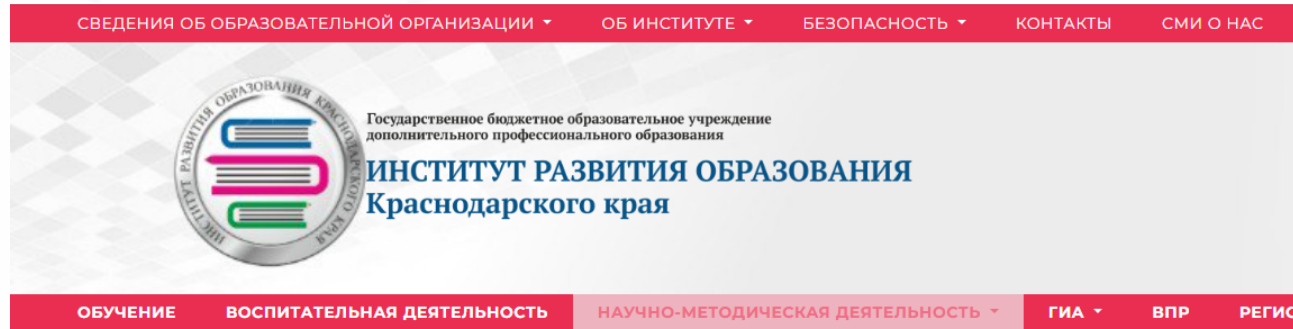 СВЕДЕНИЯ ОБ ОБРАЗОВАТЕЛЬНОЙ ОРГАНИЗАЦИИ ОБ ИНСТИТУТЕ БЕЗОПАСНОСТЬ КОНТАКТЫ СМИ О НАС
ИНСТИТУТ РАЗВИТИЯ ОБРАЗОВАНИЯ КРАСНОДАРСКОГО КРАЯ
Государственное бюджетное образовательное учреждение
дополнительного профессионального образования
ИНСТИТУТ РАЗВИТИЯ ОБРАЗОВАНИЯ
Краснодарского края
ОБУЧЕНИЕ ВОСПИТАТЕЛЬНАЯ ДЕЯТЕЛЬНОСТЬ НАУЧНО-МЕТОДИЧЕСКАЯ ДЕЯТЕЛЬНОСТЬ ГИА ВПР